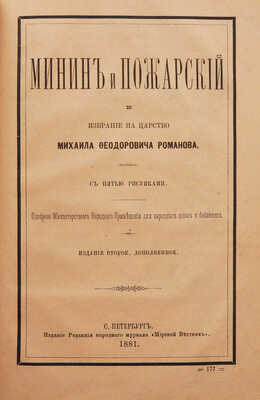 МИНИНЪ и ПОЖАРСКІЙ
И
ИЗБРАНІЕ НА ЦАРСТВО
МИХАИЛА ѲЕОДОРОВИЧА РОМАНОВА.
СЪ ПЯТЬЮ РИСУНКАМИ.
Одобрено Министерствомъ Народнаго Просвѣщенія для народныхъ школъ и библіотекъ.
ИЗДАНІЕ ВТОРОЕ, ДОПОЛНЕННОЕ.
С. ПЕТЕРБУРГЪ.
Изданіе Редакціи народнаго журнала «Мірской Вѣстникъ».
1881.
177